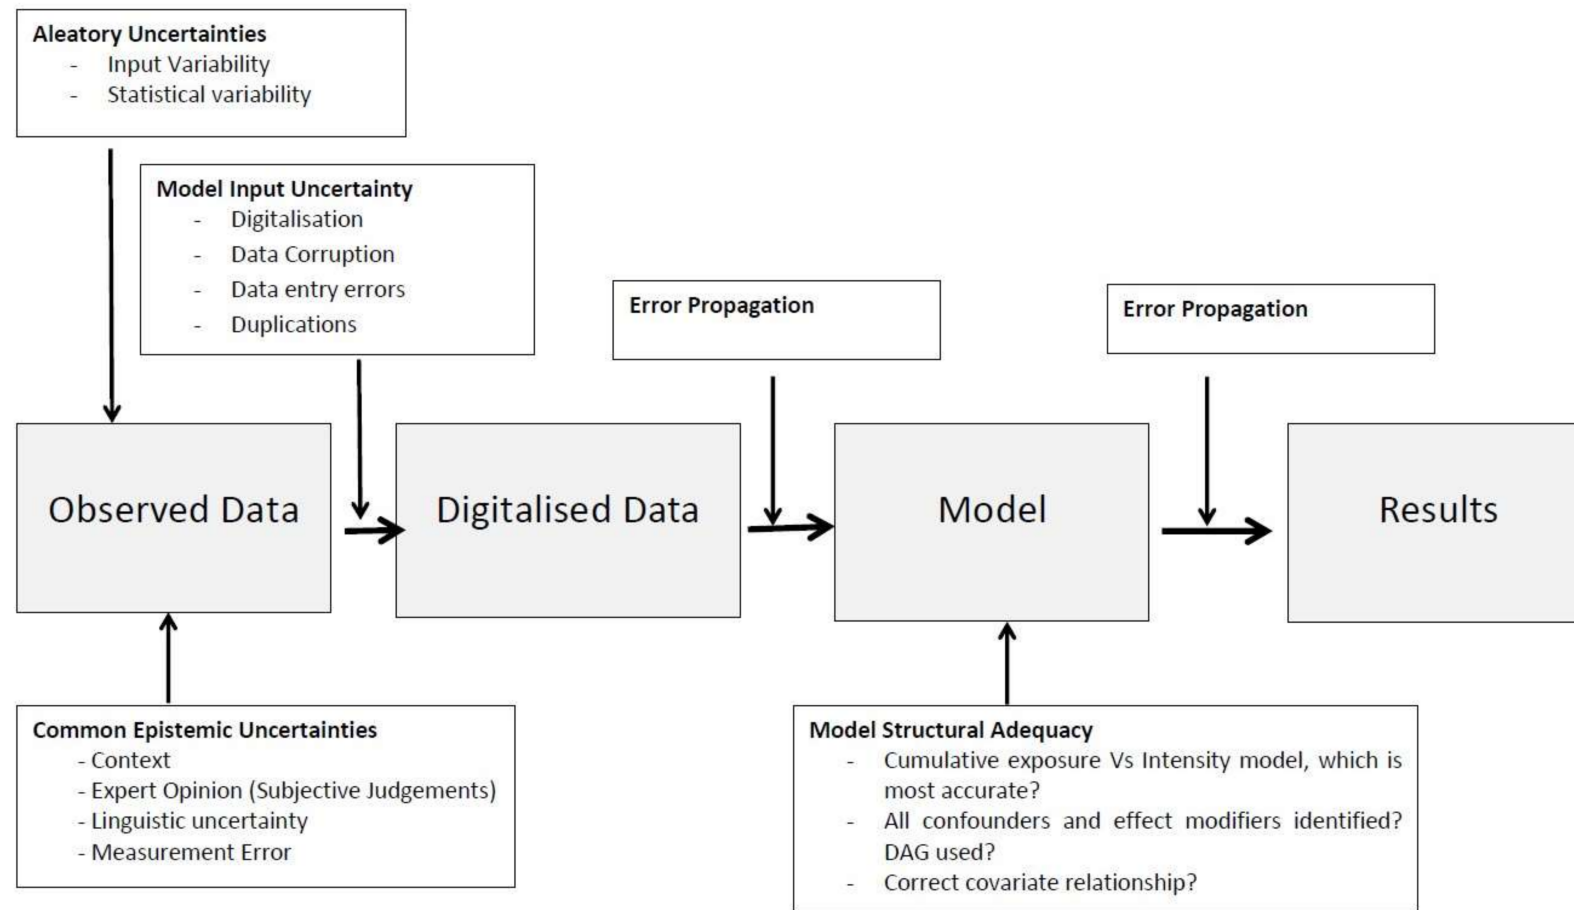 Aleatory Uncertainties
- Input Variability
- Statistical variability
Model Input Uncertainty
- Digitalisation
- Data Corruption
- Data entry errors
- Duplications
Error Propagation
Error Propagation
Observed Data
Digitalised Data
Model
Results
Common Epistemic Uncertainties
- Context
- Expert Opinion (Subjective Judgements)
- Linguistic uncertainty
- Measurement Error
Model Structural Adequacy
- Cumulative exposure Vs Intensity model, which is
most accurate?
- All confounders and effect modifiers identified?
DAG used?
- Correct covariate relationship?